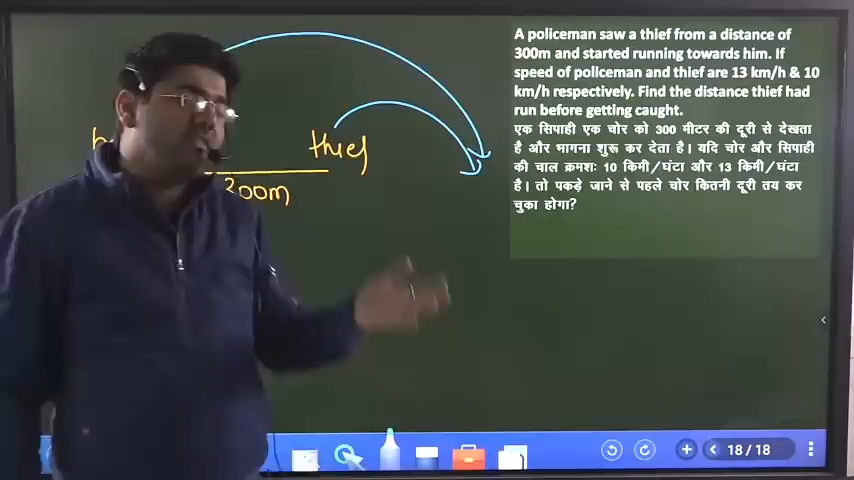 A policeman saw a thief from a distance of
300m and started running towards him. If
speed of policeman and thief are 13 km/h & 10
km/h respectively. Find the distance thief had
run before getting caught.
एक सिपाही एक चोर को 300 मीटर की दूरी से देखता
है और भागना शुरू कर देता है। यदि चोर और सिपाही
की चाल क्रमशः 10 किमी/घंटा और 13 किमी/घंटा
है। तो पकड़े जाने से पहले चोर कितनी दूरी तय कर
चुका होगा?
thief
300m
18/18